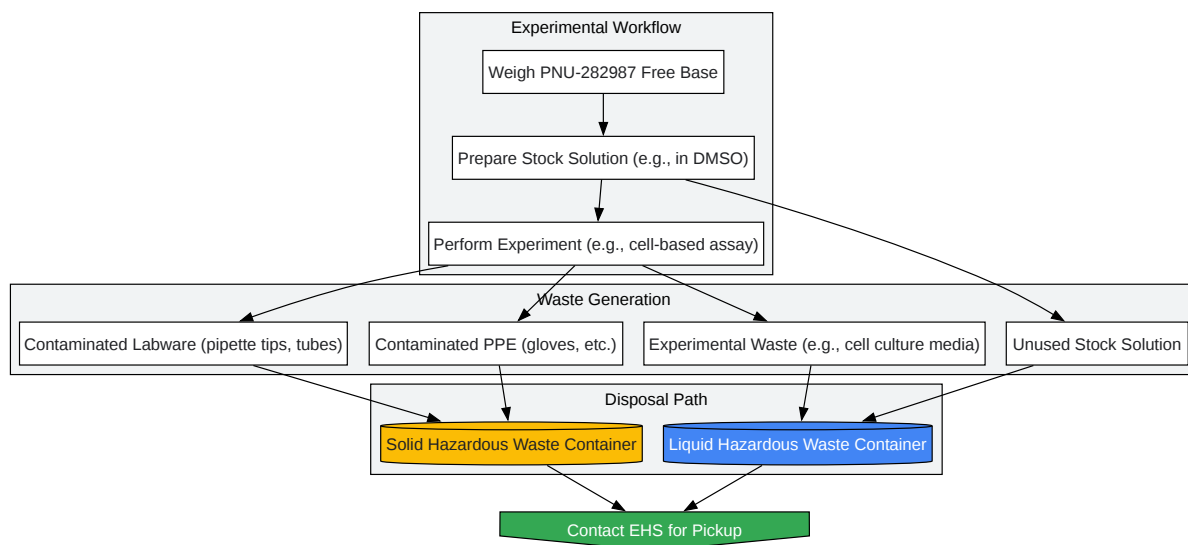 Experimental Workflow
Weigh PNU-282987 Free Base
Prepare Stock Solution (e.g., in DMSO)
Perform Experiment (e.g., cell-based assay)
Waste Generation
Contaminated Labware (pipette tips, tubes)
Contaminated PPE (gloves, etc.)
Experimental Waste (e.g., cell culture media)
Unused Stock Solution
Disposal Path
Solid Hazardous Waste Container
Liquid Hazardous Waste Container
Contact EHS for Pickup